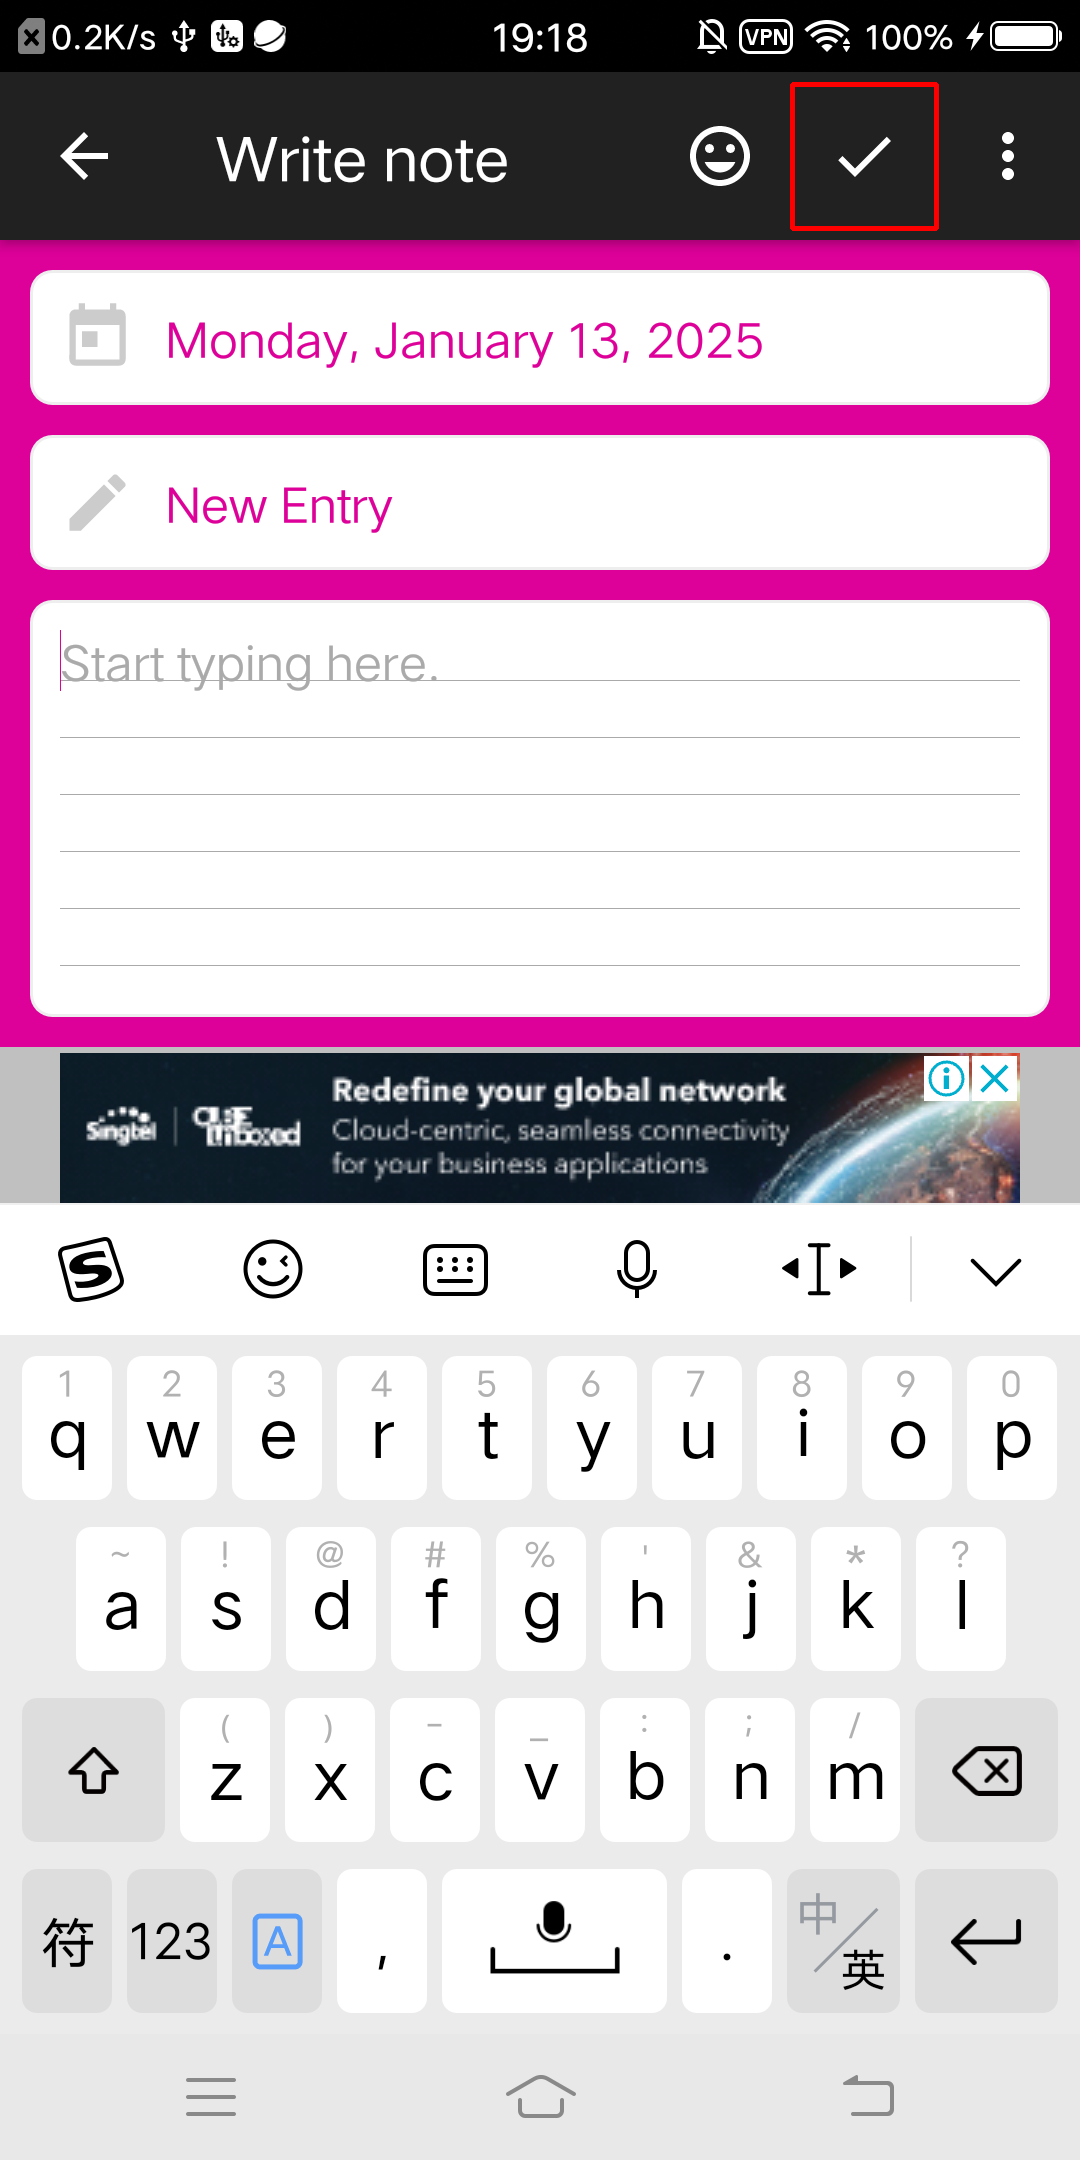 0.2K/s 19:18 VPN 100%
Write note
Monday, January 13, 2025
New Entry
Start typing here.
Redefine your global network
Singtel Cloud-centric, seamless connectivity
for your business applications
1 2 3 4 5 6 7 8 9 0
q w e r t y u i o p
~ ! @ # % ' & * ?
a s d f g h j k l
( ) - _ : ; /
z x c v b n m
符 123 A , . 中/英